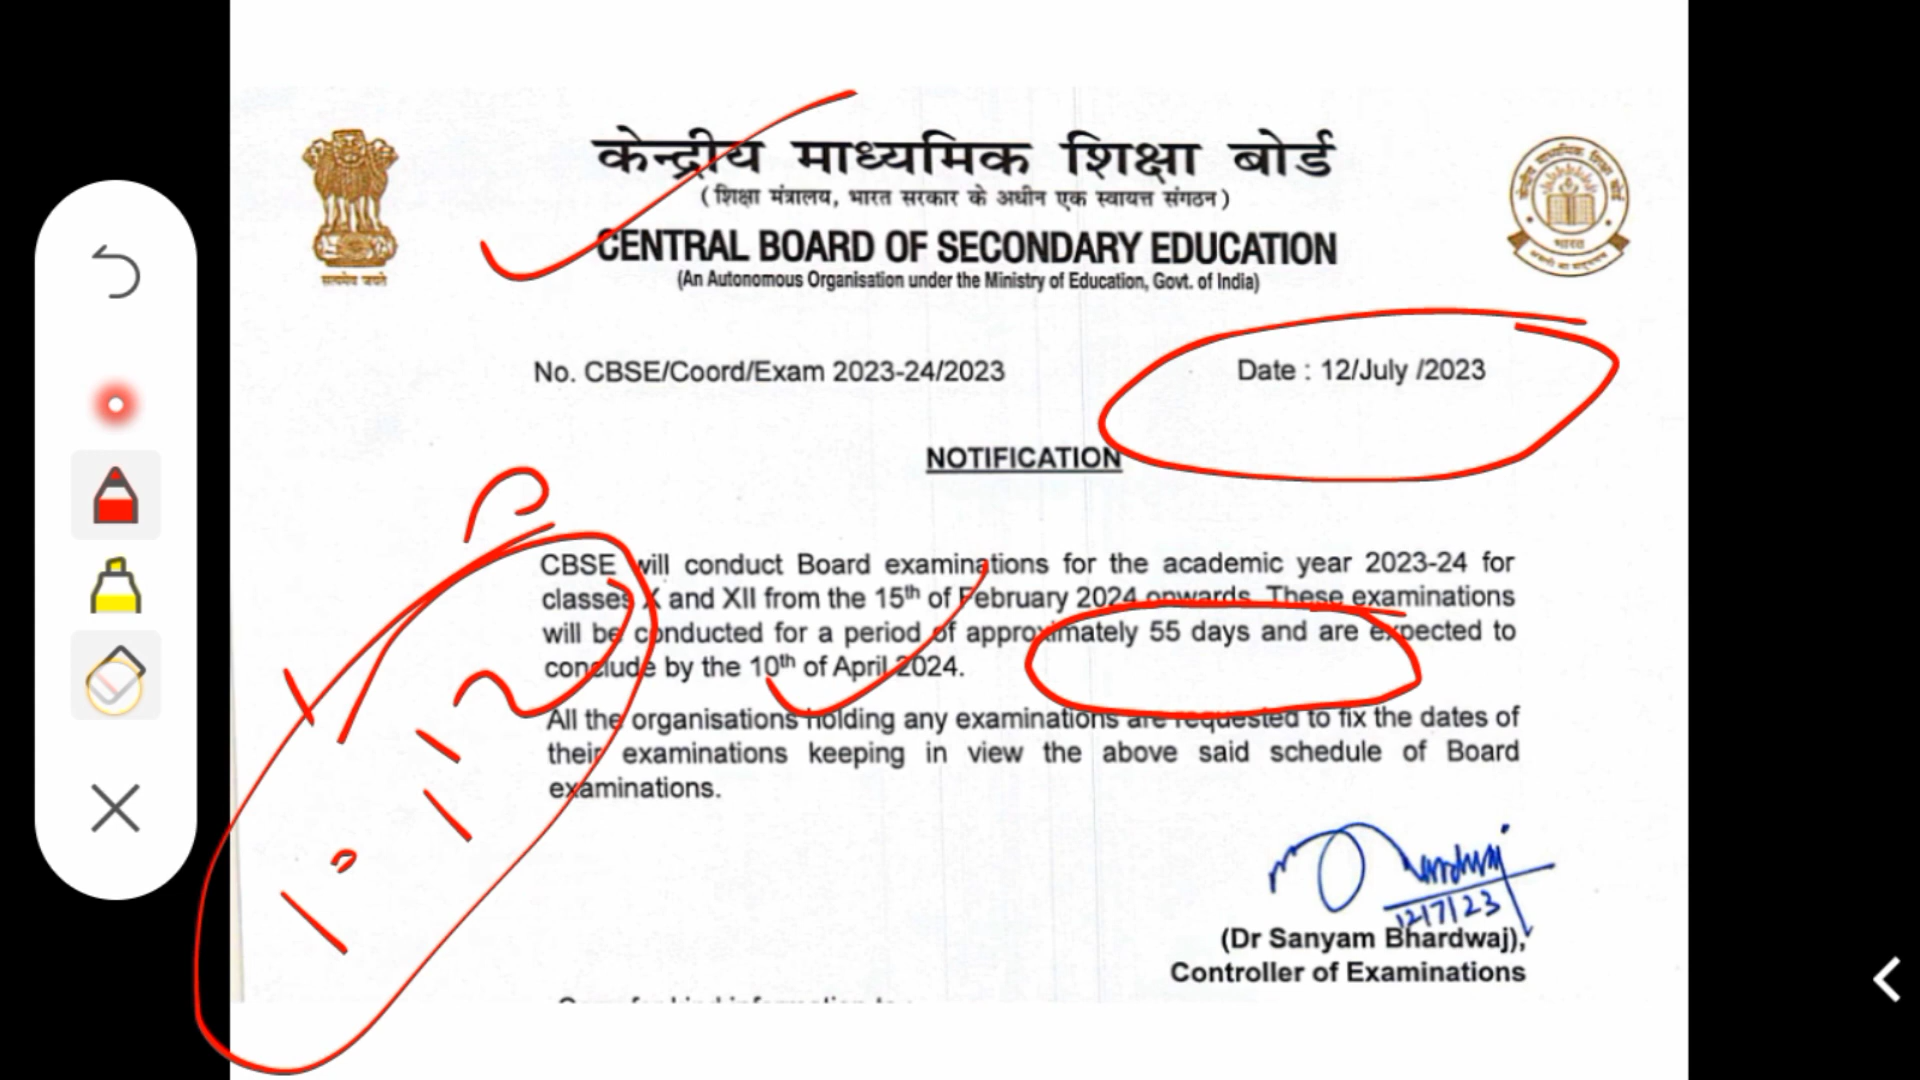 केन्द्रीय माध्यमिक शिक्षा बोर्ड
(शिक्षा मंत्रालय, भारत सरकार के अधीन एक स्वायत्त संगठन)
CENTRAL BOARD OF SECONDARY EDUCATION
(An Autonomous Organisation under the Ministry of Education, Govt. of India)
सत्यमेव जयते
भारत
No. CBSE/Coord/Exam 2023-24/2023
Date : 12/July /2023
NOTIFICATION
CBSE will conduct Board examinations for the academic year 2023-24 for
classes X and XII from the 15th of February 2024 onwards. These examinations
will be conducted for a period of approximately 55 days and are expected to
conclude by the 10th of April 2024.
All the organisations holding any examinations are requested to fix the dates of
their examinations keeping in view the above said schedule of Board
examinations.
12/7/23
(Dr Sanyam Bhardwaj),
Controller of Examinations